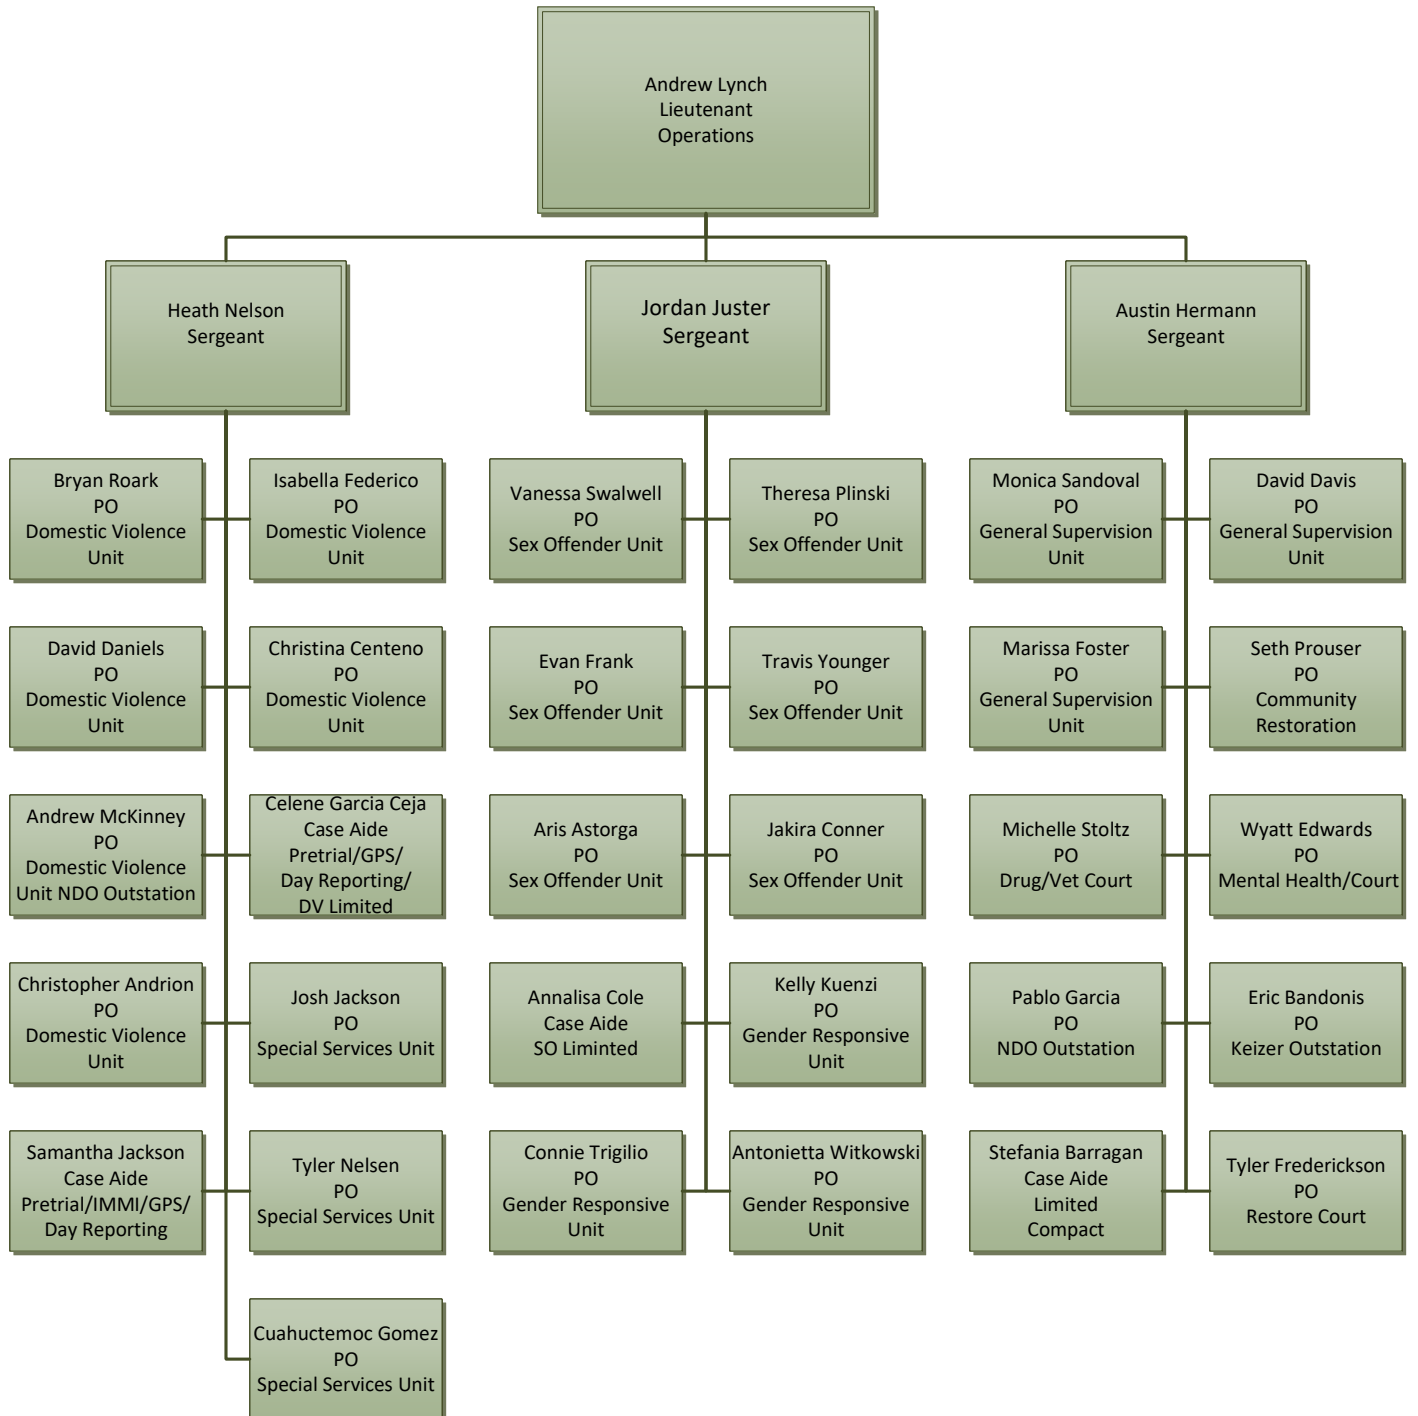 Andrew Lynch
Lieutenant
Operations
Heath Nelson
Sergeant
Jordan Juster
Sergeant
Austin Hermann
Sergeant
Bryan Roark
PO
Domestic Violence
Unit
Isabella Federico
PO
Domestic Violence
Unit
Vanessa Swalwell
PO
Sex Offender Unit
Theresa Plinski
PO
Sex Offender Unit
Monica Sandoval
PO
General Supervision
Unit
David Davis
PO
General Supervision
Unit
David Daniels
PO
Domestic Violence
Unit
Christina Centeno
PO
Domestic Violence
Unit
Evan Frank
PO
Sex Offender Unit
Travis Younger
PO
Sex Offender Unit
Marissa Foster
PO
General Supervision
Unit
Seth Prouser
PO
Community
Restoration
Andrew McKinney
PO
Domestic Violence
Unit NDO Outstation
Celene Garcia Ceja
Case Aide
Pretrial/GPS/
Day Reporting/
DV Limited
Aris Astorga
PO
Sex Offender Unit
Jakira Conner
PO
Sex Offender Unit
Michelle Stoltz
PO
Drug/Vet Court
Wyatt Edwards
PO
Mental Health/Court
Christopher Andrion
PO
Domestic Violence
Unit
Josh Jackson
PO
Special Services Unit
Annalisa Cole
Case Aide
SO Liminted
Kelly Kuenzi
PO
Gender Responsive
Unit
Pablo Garcia
PO
NDO Outstation
Eric Bandonis
PO
Keizer Outstation
Samantha Jackson
Case Aide
Pretrial/IMMI/GPS/
Day Reporting
Tyler Nelsen
PO
Special Services Unit
Connie Trigilio
PO
Gender Responsive
Unit
Antonietta Witkowski
PO
Gender Responsive
Unit
Stefania Barragan
Case Aide
Limited
Compact
Tyler Frederickson
PO
Restore Court
Cuahuctemoc Gomez
PO
Special Services Unit